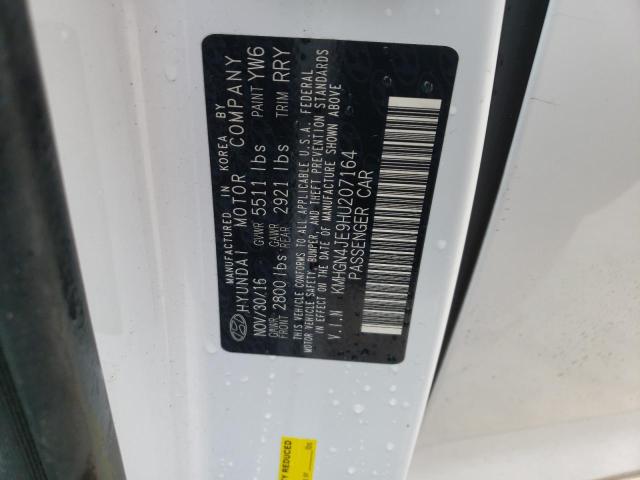 MANUFACTURED IN KOREA BY
HYUNDAI MOTOR COMPANY
NOV/30/16 GVWR 5511 lbs PAINT YW6
GAWR FRONT 2800 lbs GAWR REAR 2921 lbs TRIM RRY
THIS VEHICLE CONFORMS TO ALL APPLICABLE U.S.A. FEDERAL
MOTOR VEHICLE SAFETY, BUMPER, AND THEFT PREVENTION STANDARDS
IN EFFECT ON THE DATE OF MANUFACTURE SHOWN ABOVE
V.I.N KMHGN4JE9HU207164
PASSENGER CAR
REDUCED